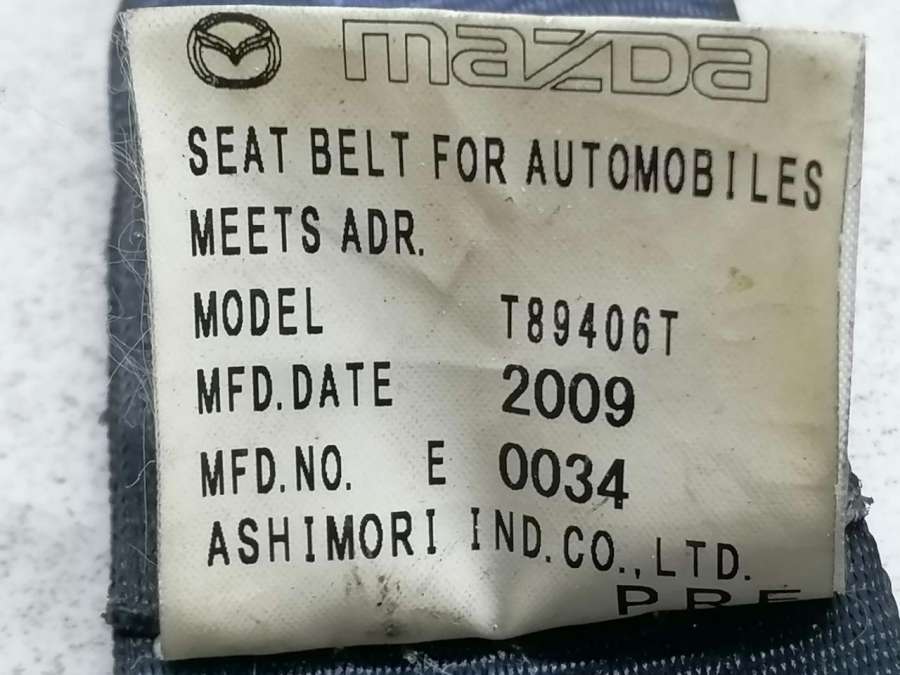 mazda
SEAT BELT FOR AUTOMOBILES
MEETS ADR.
MODEL T89406T
MFD.DATE 2009
MFD.NO. E 0034
ASHIMORI IND.CO.,LTD.
PRE